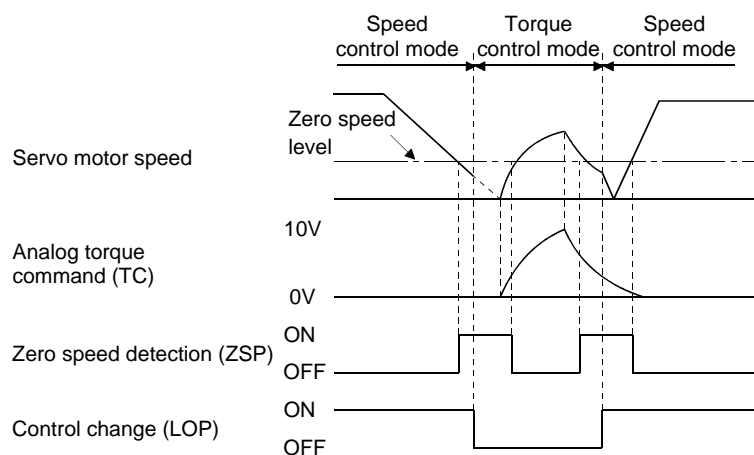 Speed
control mode
Torque
control mode
Speed
control mode
Zero speed
level
Servo motor speed
10V
Analog torque
command (TC)
0V
ON
Zero speed detection (ZSP)
OFF
ON
Control change (LOP)
OFF